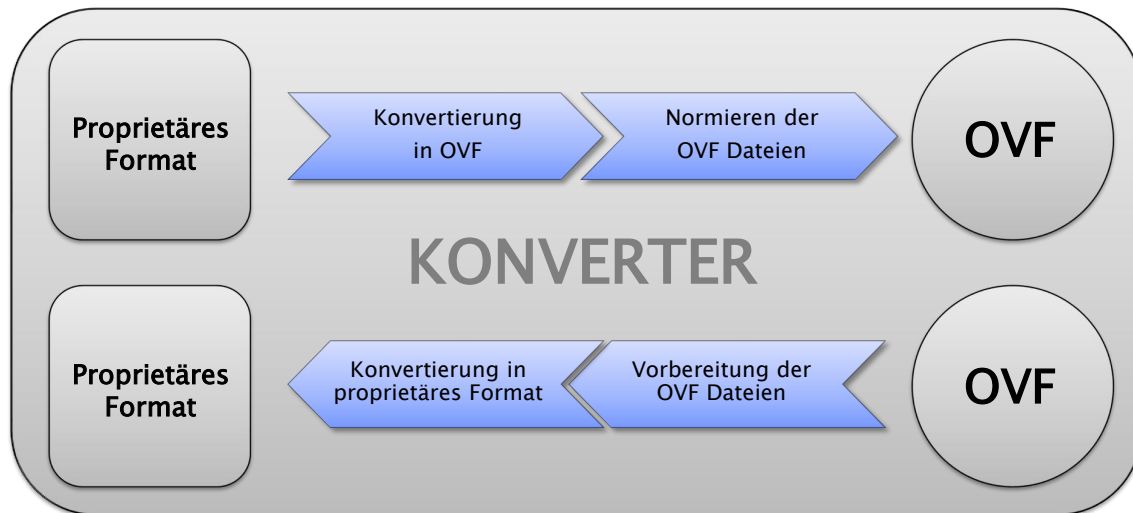 Proprietäres
Format
Konvertierung
in OVF
Normieren der
OVF Dateien
OVF
KONVERTER
Proprietäres
Format
Konvertierung in
proprietäres Format
Vorbereitung der
OVF Dateien
OVF